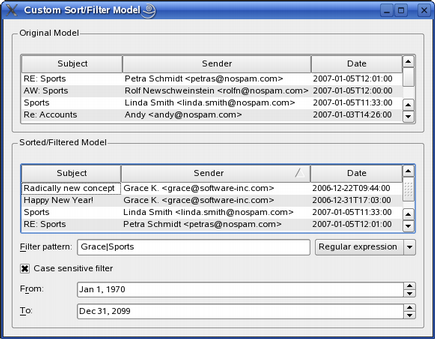 Custom Sort/Filter Model
Original Model
Subject Sender Date
RE: Sports Petra Schmidt <petras@nospam.com> 2007-01-05T12:01:00
AW: Sports Rolf Newschweinstein <rolfn@nospam.com> 2007-01-05T12:00:00
Sports Linda Smith <linda.smith@nospam.com> 2007-01-05T11:33:00
Re: Accounts Andy <andy@nospam.com> 2007-01-03T14:26:00
Sorted/Filtered Model
Subject Sender Date
Radically new concept Grace K. <grace@software-inc.com> 2006-12-22T09:44:00
Happy New Year! Grace K. <grace@software-inc.com> 2006-12-31T17:03:00
Sports Linda Smith <linda.smith@nospam.com> 2007-01-05T11:33:00
RE: Sports Petra Schmidt <petras@nospam.com> 2007-01-05T12:01:00
Filter pattern: Grace|Sports Regular expression
Case sensitive filter
From: Jan 1, 1970
To: Dec 31, 2099